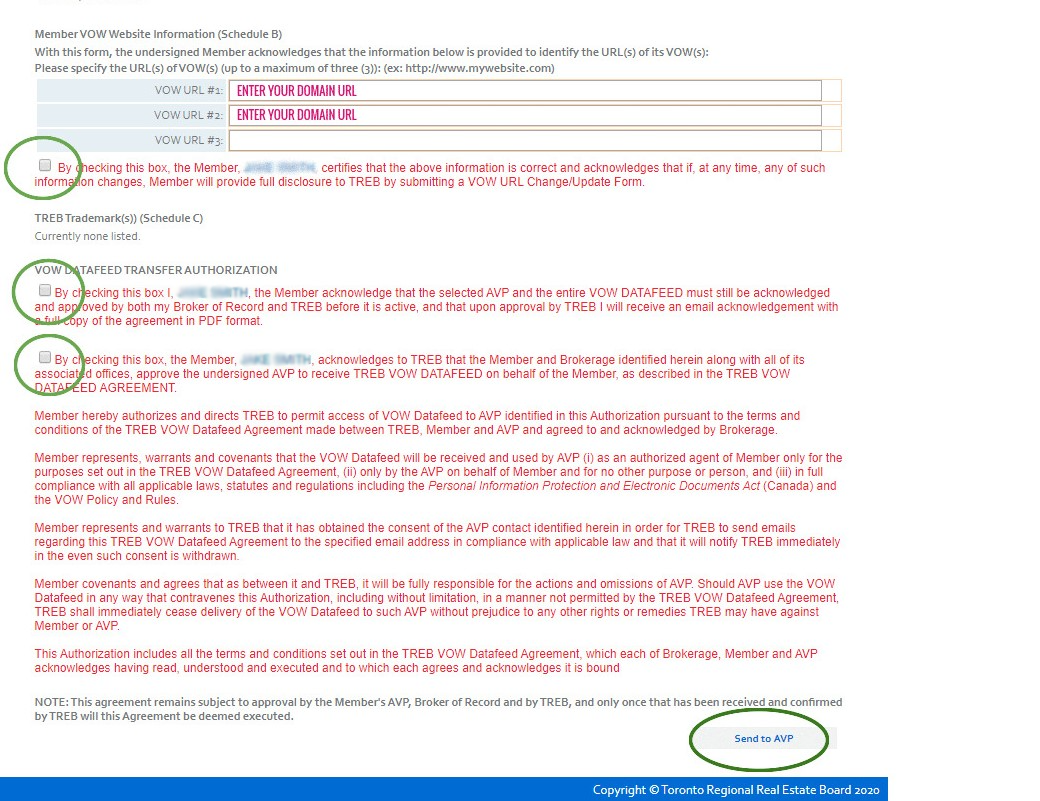 Member VOW Website Information (Schedule B)
With this form, the undersigned Member acknowledges that the information below is provided to identify the URL(s) of its VOW(s):
Please specify the URL(s) of VOW(s) (up to a maximum of three (3)): (ex: http://www.mywebsite.com)
VOW URL #1: ENTER YOUR DOMAIN URL
VOW URL #2: ENTER YOUR DOMAIN URL
VOW URL #3:
By checking this box, the Member, , certifies that the above information is correct and acknowledges that if, at any time, any of such
information changes, Member will provide full disclosure to TREB by submitting a VOW URL Change/Update Form.
TREB Trademark(s)) (Schedule C)
Currently none listed.
VOW DATAFEED TRANSFER AUTHORIZATION
By checking this box I, , the Member acknowledge that the selected AVP and the entire VOW DATAFEED must still be acknowledged
and approved by both my Broker of Record and TREB before it is active, and that upon approval by TREB I will receive an email acknowledgement with
a full copy of the agreement in PDF format.
By checking this box, the Member, , acknowledges to TREB that the Member and Brokerage identified herein along with all of its
associated offices, approve the undersigned AVP to receive TREB VOW DATAFEED on behalf of the Member, as described in the TREB VOW
DATAFEED AGREEMENT.
Member hereby authorizes and directs TREB to permit access of VOW Datafeed to AVP identified in this Authorization pursuant to the terms and
conditions of the TREB VOW Datafeed Agreement made between TREB, Member and AVP and agreed to and acknowledged by Brokerage.
Member represents, warrants and covenants that the VOW Datafeed will be received and used by AVP (i) as an authorized agent of Member only for the
purposes set out in the TREB VOW Datafeed Agreement, (ii) only by the AVP on behalf of Member and for no other purpose or person, and (iii) in full
compliance with all applicable laws, statutes and regulations including the Personal Information Protection and Electronic Documents Act (Canada) and
the VOW Policy and Rules.
Member represents and warrants to TREB that it has obtained the consent of the AVP contact identified herein in order for TREB to send emails
regarding this TREB VOW Datafeed Agreement to the specified email address in compliance with applicable law and that it will notify TREB immediately
in the even such consent is withdrawn.
Member covenants and agrees that as between it and TREB, it will be fully responsible for the actions and omissions of AVP. Should AVP use the VOW
Datafeed in any way that contravenes this Authorization, including without limitation, in a manner not permitted by the TREB VOW Datafeed Agreement,
TREB shall immediately cease delivery of the VOW Datafeed to such AVP without prejudice to any other rights or remedies TREB may have against
Member or AVP.
This Authorization includes all the terms and conditions set out in the TREB VOW Datafeed Agreement, which each of Brokerage, Member and AVP
acknowledges having read, understood and executed and to which each agrees and acknowledges it is bound
NOTE: This agreement remains subject to approval by the Member's AVP, Broker of Record and by TREB, and only once that has been received and confirmed
by TREB will this Agreement be deemed executed.
Send to AVP
Copyright © Toronto Regional Real Estate Board 2020